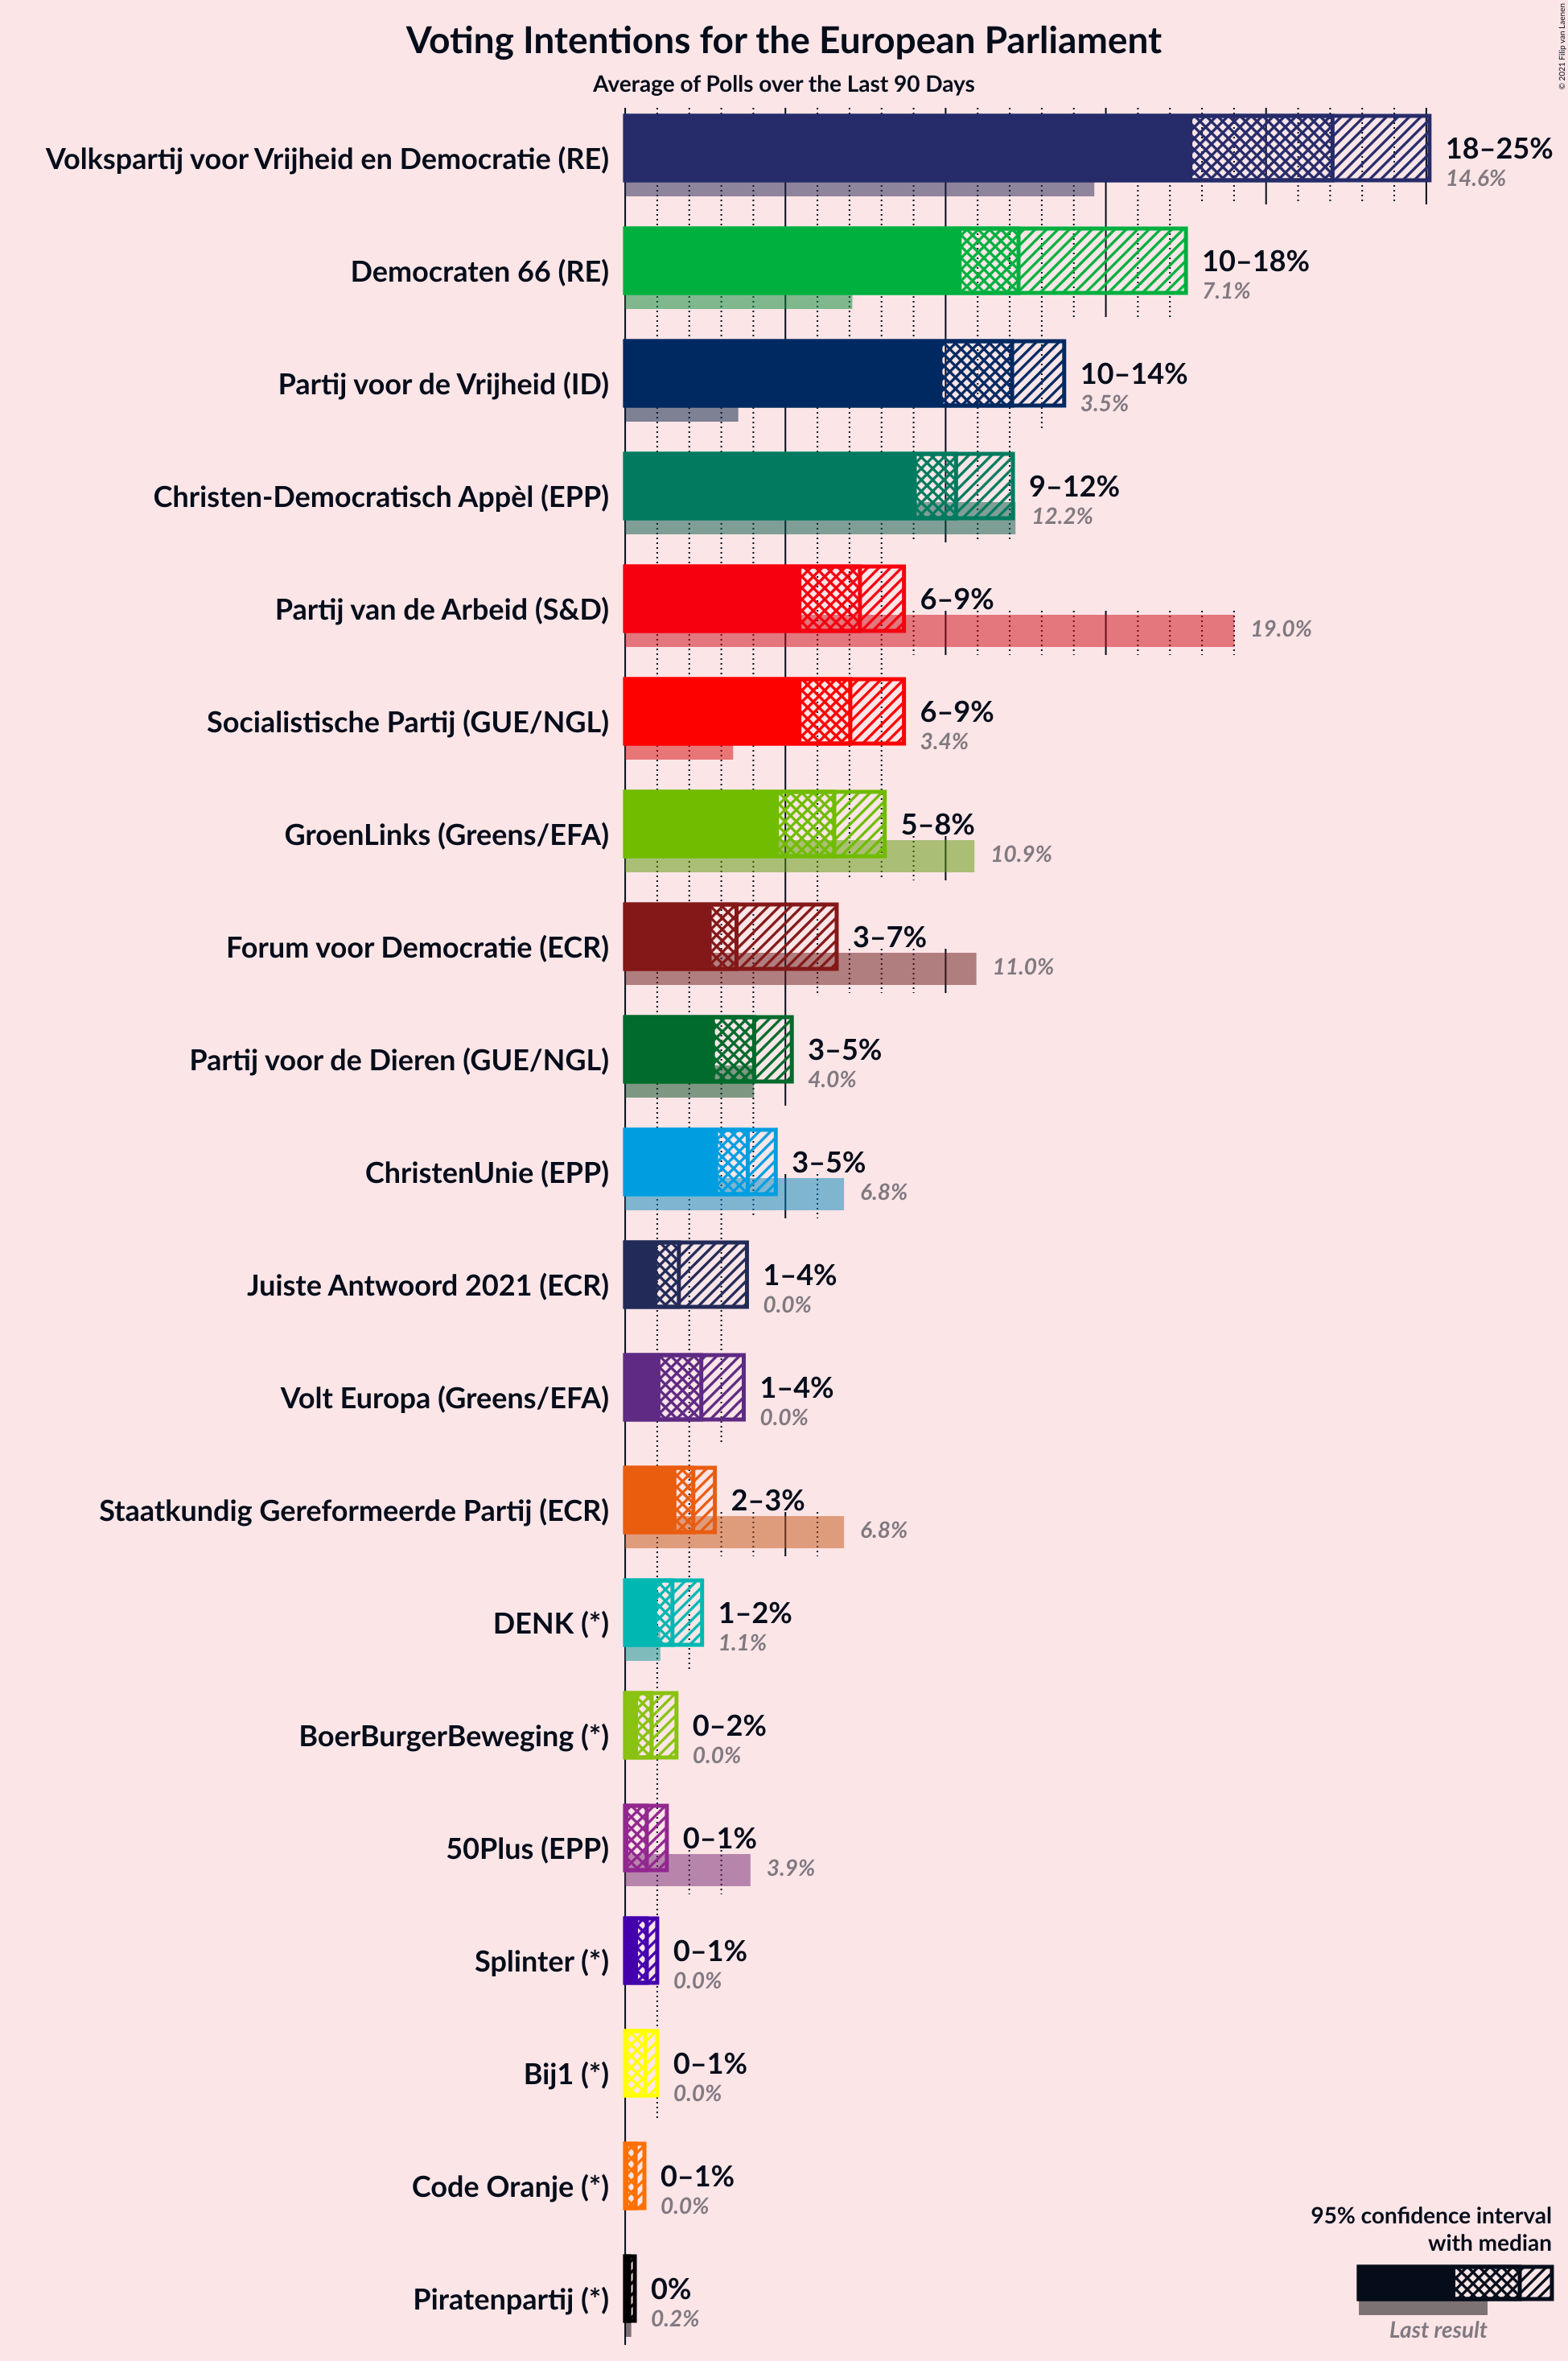 Voting Intentions for the European Parliament
Average of Polls over the Last 90 Days
© 2021 Filip van Laenen
Volkspartij voor Vrijheid en Democratie (RE)
18–25%
14.6%
Democraten 66 (RE)
10–18%
7.1%
Partij voor de Vrijheid (ID)
10–14%
3.5%
Christen-Democratisch Appèl (EPP)
9–12%
12.2%
Partij van de Arbeid (S&D)
6–9%
19.0%
Socialistische Partij (GUE/NGL)
6–9%
3.4%
GroenLinks (Greens/EFA)
5–8%
10.9%
Forum voor Democratie (ECR)
3–7%
11.0%
Partij voor de Dieren (GUE/NGL)
3–5%
4.0%
ChristenUnie (EPP)
3–5%
6.8%
Juiste Antwoord 2021 (ECR)
1–4%
0.0%
Volt Europa (Greens/EFA)
1–4%
0.0%
Staatkundig Gereformeerde Partij (ECR)
2–3%
6.8%
DENK (*)
1–2%
1.1%
BoerBurgerBeweging (*)
0–2%
0.0%
50Plus (EPP)
0–1%
3.9%
Splinter (*)
0–1%
0.0%
Bij1 (*)
0–1%
0.0%
Code Oranje (*)
0–1%
0.0%
Piratenpartij (*)
0%
0.2%
95% confidence interval
with median
Last result